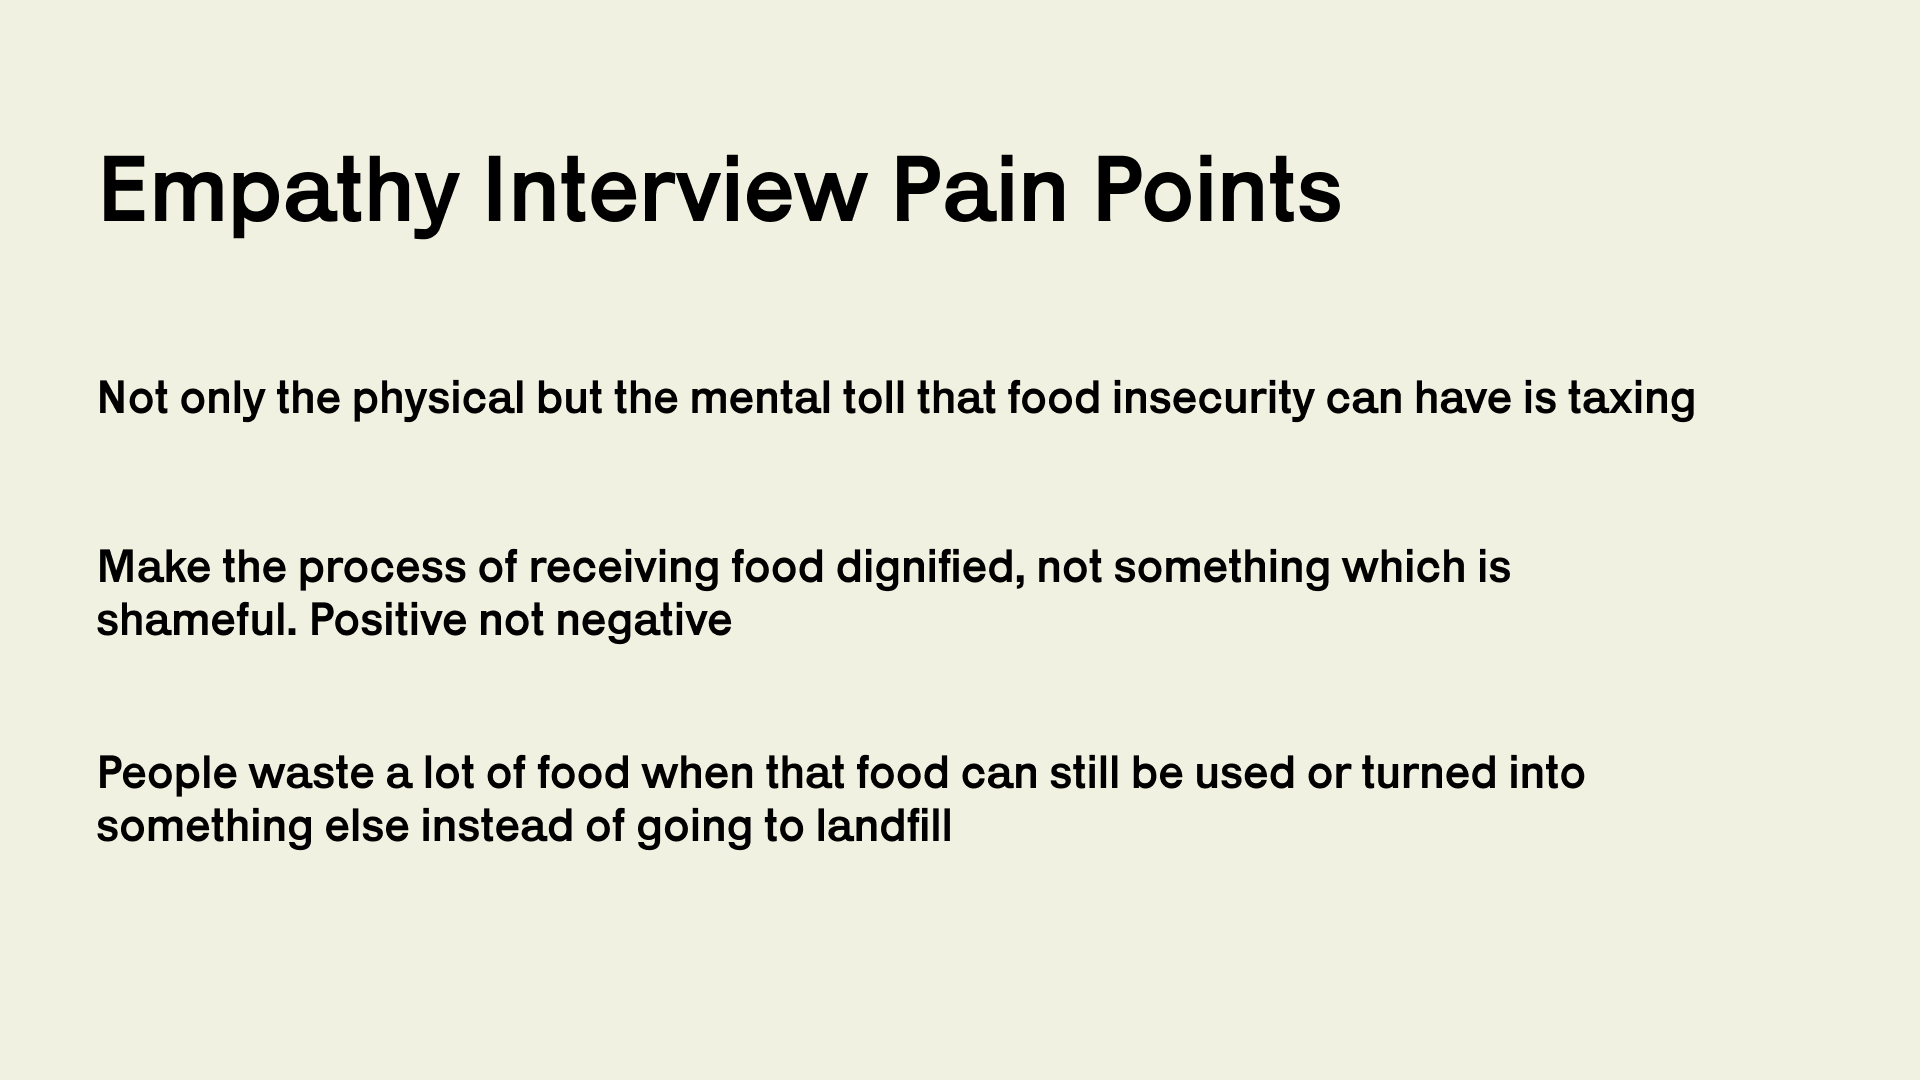 Empathy Interview Pain Points
Not only the physical but the mental toll that food insecurity can have is taxing
Make the process of receiving food dignified, not something which is
shameful. Positive not negative
People waste a lot of food when that food can still be used or turned into
something else instead of going to landfill